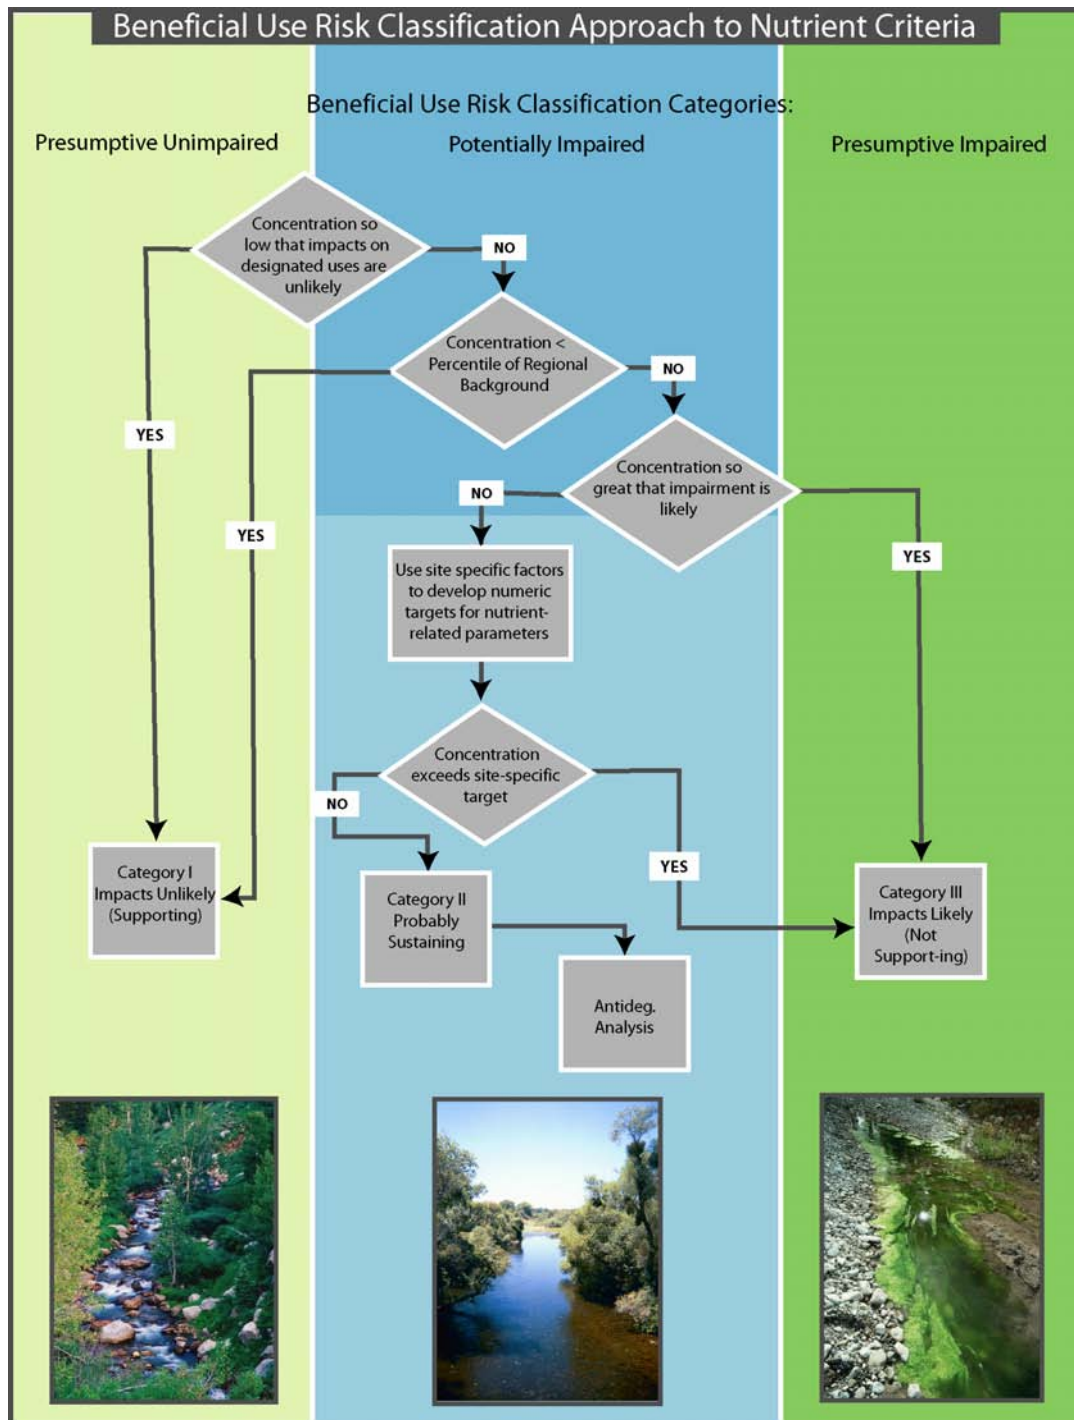 Beneficial Use Risk Classification Approach to Nutrient Criteria
Beneficial Use Risk Classification Categories:
Presumptive Unimpaired
Potentially Impaired
Presumptive Impaired
Concentration so
low that impacts on
designated uses are
unlikely
NO
Concentration <
Percentile of Regional
Background
NO
YES
Concentration so
great that impairment is
likely
NO
YES
YES
Use site specific factors
to develop numeric
targets for nutrient-
related parameters
Concentration
exceeds site-specific
target
NO
YES
Category I
Impacts Unlikely
(Supporting)
Category II
Probably
Sustaining
Category III
Impacts Likely
(Not
Support-ing)
Antideg.
Analysis